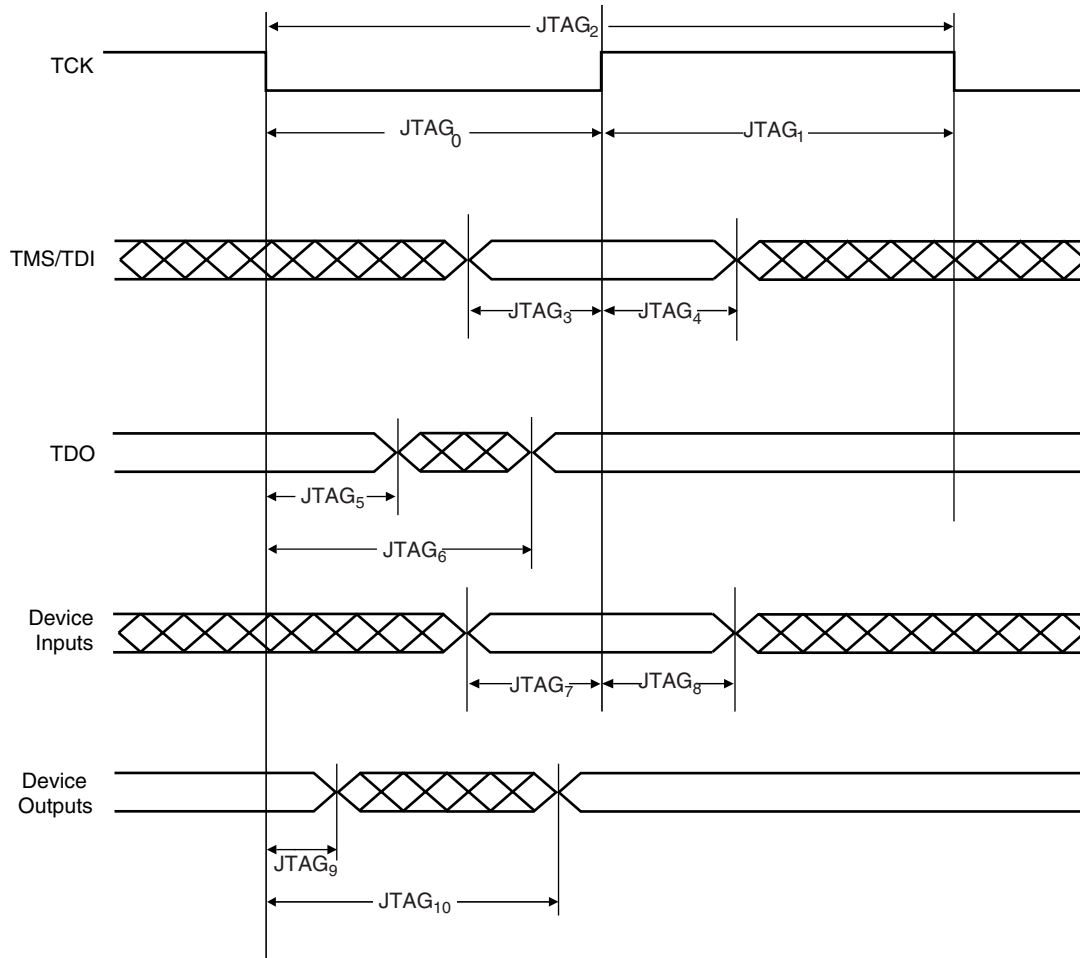 JTAG₂
TCK
JTAG₀
JTAG₁
TMS/TDI
JTAG₃
JTAG₄
TDO
JTAG₅
JTAG₆
Device
Inputs
JTAG₇
JTAG₈
Device
Outputs
JTAG₉
JTAG₁₀